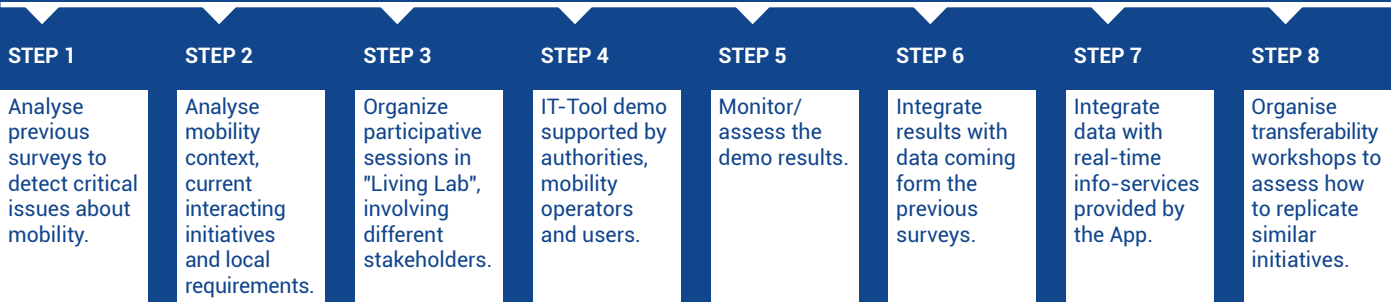 STEP 1
Analyse
previous
surveys to
detect critical
issues about
mobility.
STEP 2
Analyse
mobility
context,
current
interacting
initiatives
and local
requirements.
STEP 3
Organize
participative
sessions in
"Living Lab",
involving
different
stakeholders.
STEP 4
IT-Tool demo
supported by
authorities,
mobility
operators
and users.
STEP 5
Monitor/
assess the
demo results.
STEP 6
Integrate
results with
data coming
form the
previous
surveys.
STEP 7
Integrate
data with
real-time
info-services
provided by
the App.
STEP 8
Organise
transferability
workshops to
assess how
to replicate
similar
initiatives.